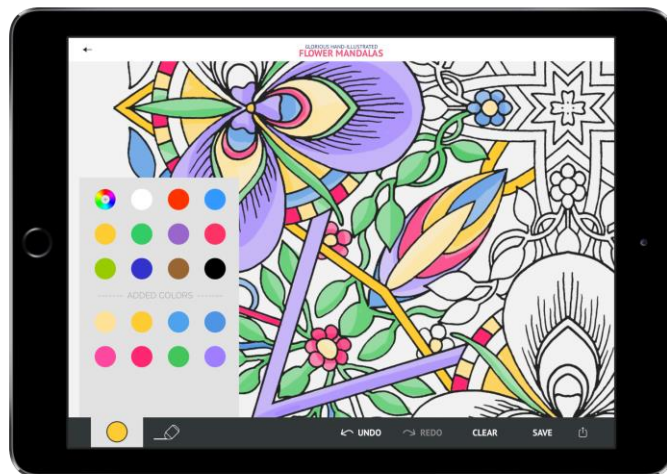 GLORIOUS HAND-ILLUSTRATED
FLOWER MANDALAS
ADDED COLORS
UNDO
REDO
CLEAR
SAVE